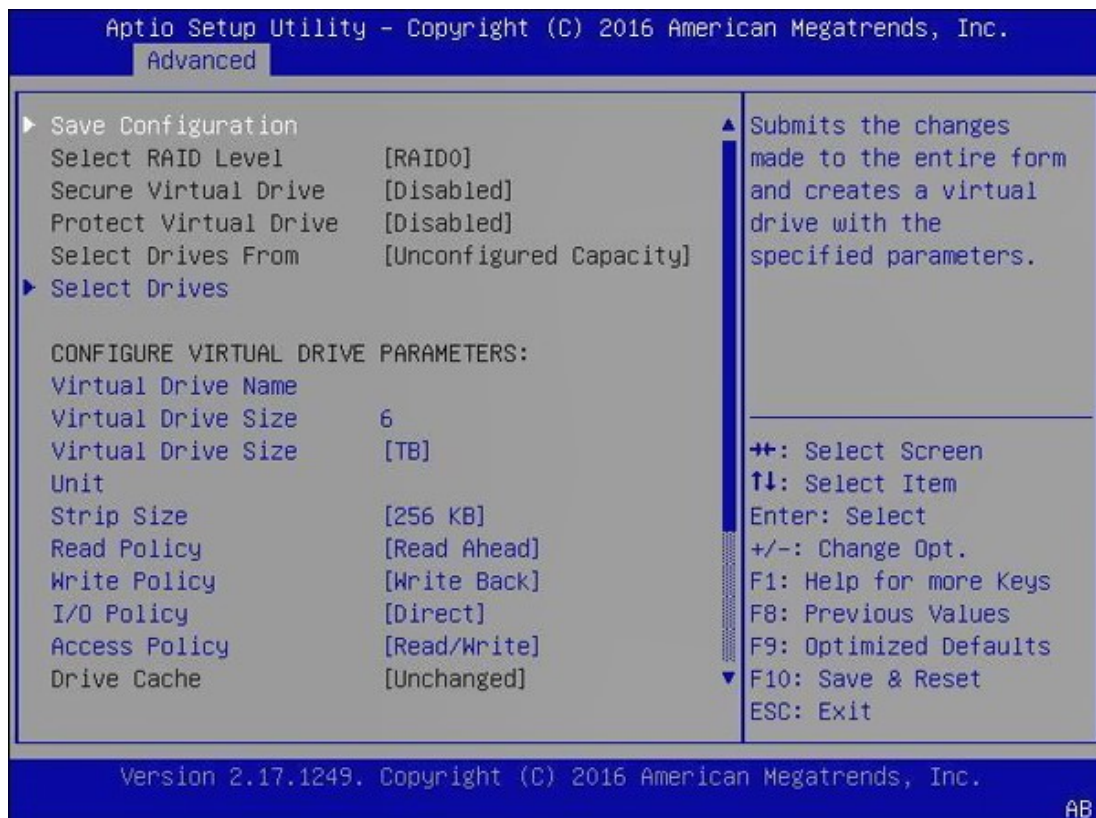 Aptio Setup Utility – Copyright (C) 2016 American Megatrends, Inc.
Advanced
Save Configuration
Select RAID Level [RAID0]
Secure Virtual Drive [Disabled]
Protect Virtual Drive [Disabled]
Select Drives From [Unconfigured Capacity]
Select Drives
CONFIGURE VIRTUAL DRIVE PARAMETERS:
Virtual Drive Name
Virtual Drive Size 6
Virtual Drive Size [TB]
Unit
Strip Size [256 KB]
Read Policy [Read Ahead]
Write Policy [Write Back]
I/O Policy [Direct]
Access Policy [Read/Write]
Drive Cache [Unchanged]
Submits the changes
made to the entire form
and creates a virtual
drive with the
specified parameters.
→←: Select Screen
↑↓: Select Item
Enter: Select
+/-: Change Opt.
F1: Help for more Keys
F8: Previous Values
F9: Optimized Defaults
F10: Save & Reset
ESC: Exit
Version 2.17.1249. Copyright (C) 2016 American Megatrends, Inc.
AB